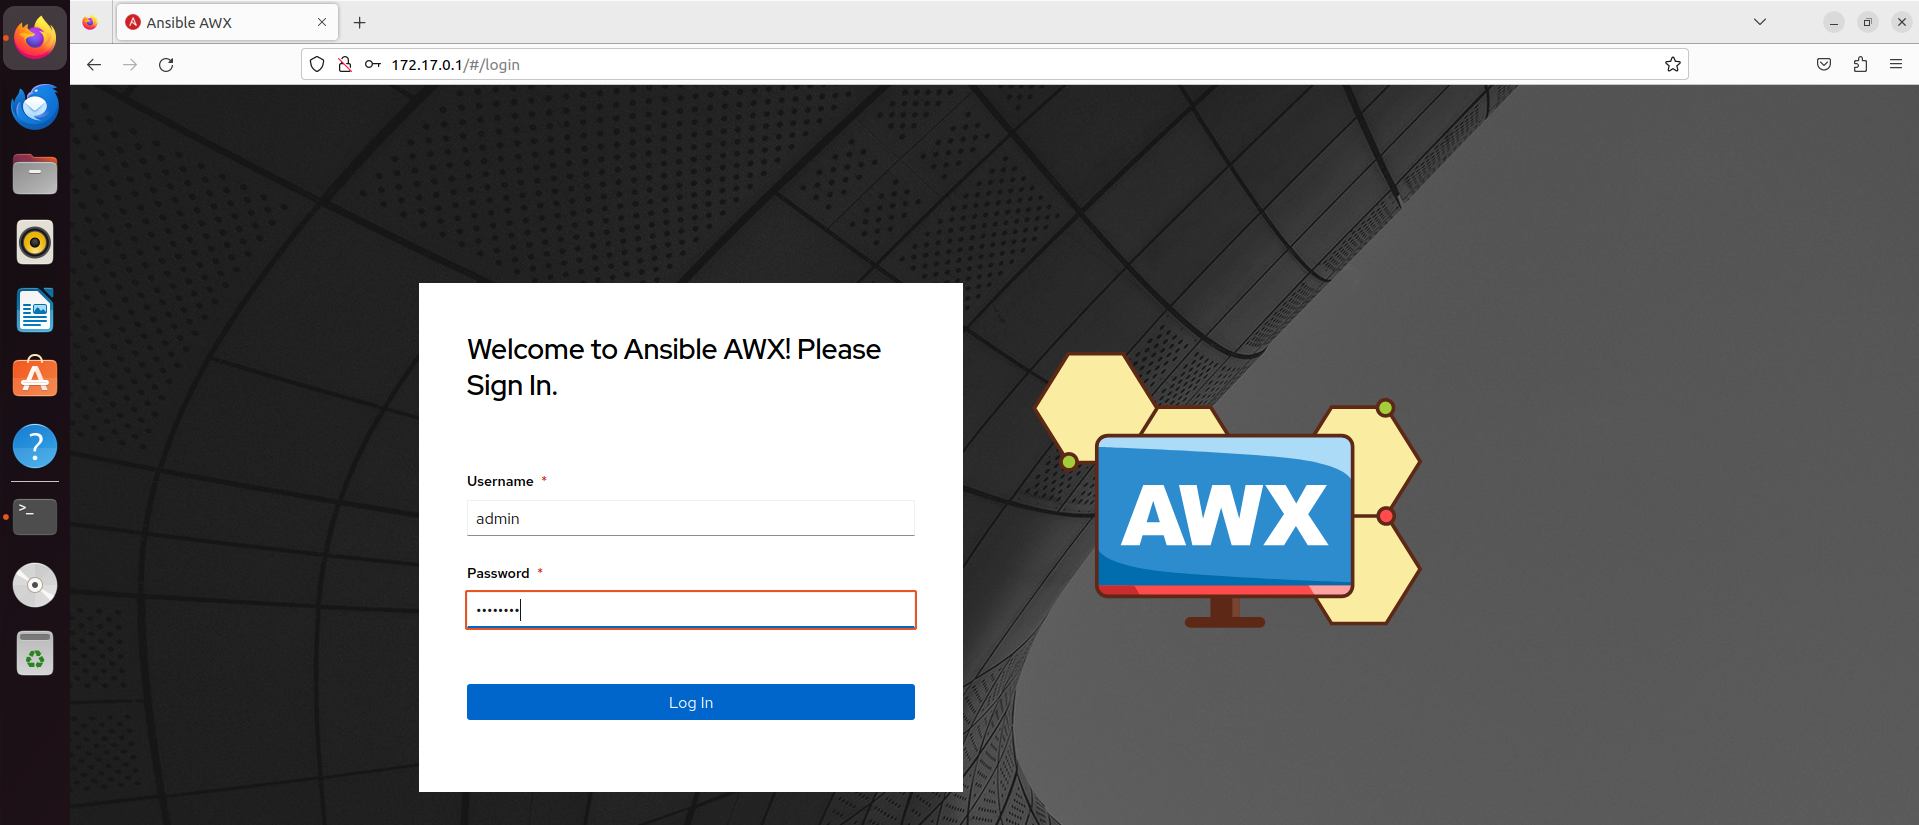 Ansible AWX
172.17.0.1/#/login
Welcome to Ansible AWX! Please
Sign In.
Username *
admin
Password *
••••••••
Log In
AWX